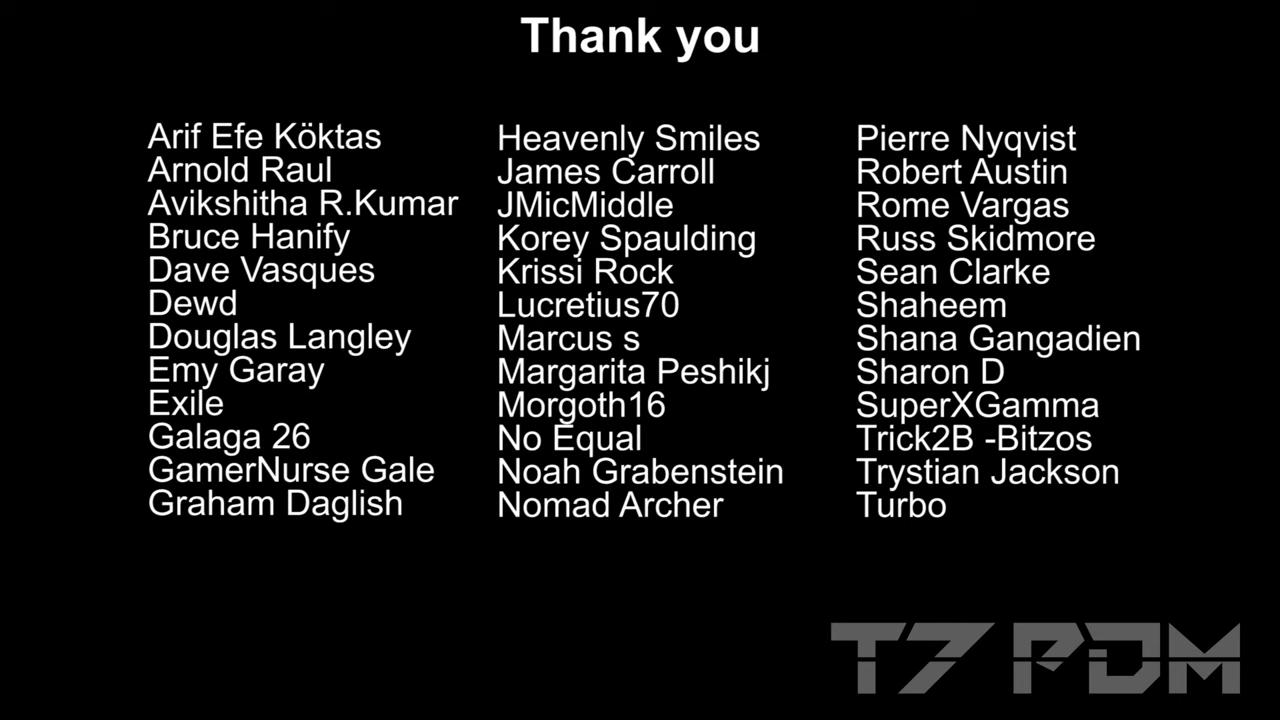 Thank you
Arif Efe Köktas
Arnold Raul
Avikshitha R.Kumar
Bruce Hanify
Dave Vasques
Dewd
Douglas Langley
Emy Garay
Exile
Galaga 26
GamerNurse Gale
Graham Daglish
Heavenly Smiles
James Carroll
JMicMiddle
Korey Spaulding
Krissi Rock
Lucretius70
Marcus s
Margarita Peshikj
Morgoth16
No Equal
Noah Grabenstein
Nomad Archer
Pierre Nyqvist
Robert Austin
Rome Vargas
Russ Skidmore
Sean Clarke
Shaheem
Shana Gangadien
Sharon D
SuperXGamma
Trick2B -Bitzos
Trystian Jackson
Turbo
T7 PDM